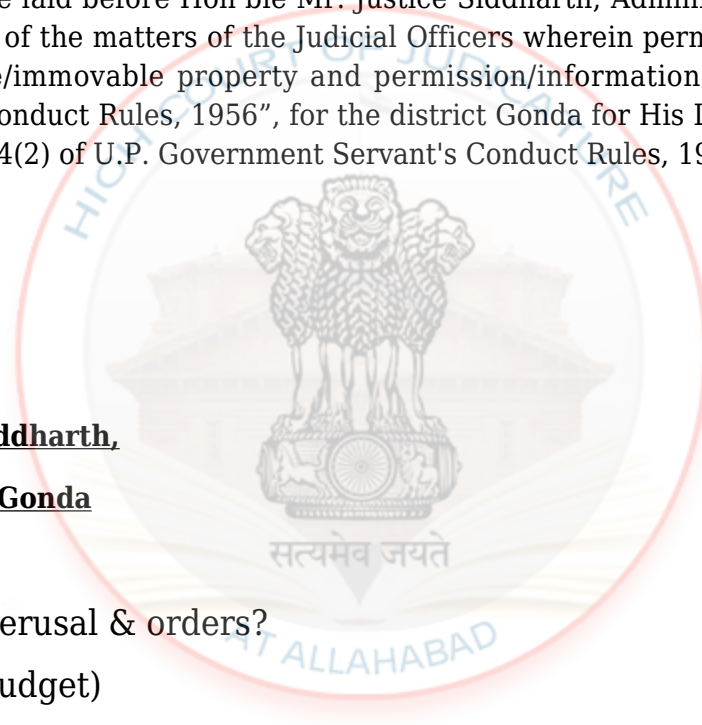 e laid before Hon'ble Mr. Justice Siddharth, Admin
of the matters of the Judicial Officers wherein perm
e/immovable property and permission/information
onduct Rules, 1956”, for the district Gonda for His
4(2) of U.P. Government Servant's Conduct Rules, 19
HIGH COURT OF JUDICATURE
ddharth,
Gonda
सत्यमेव जयते
erusal & orders?
AT ALLAHABAD
udget)